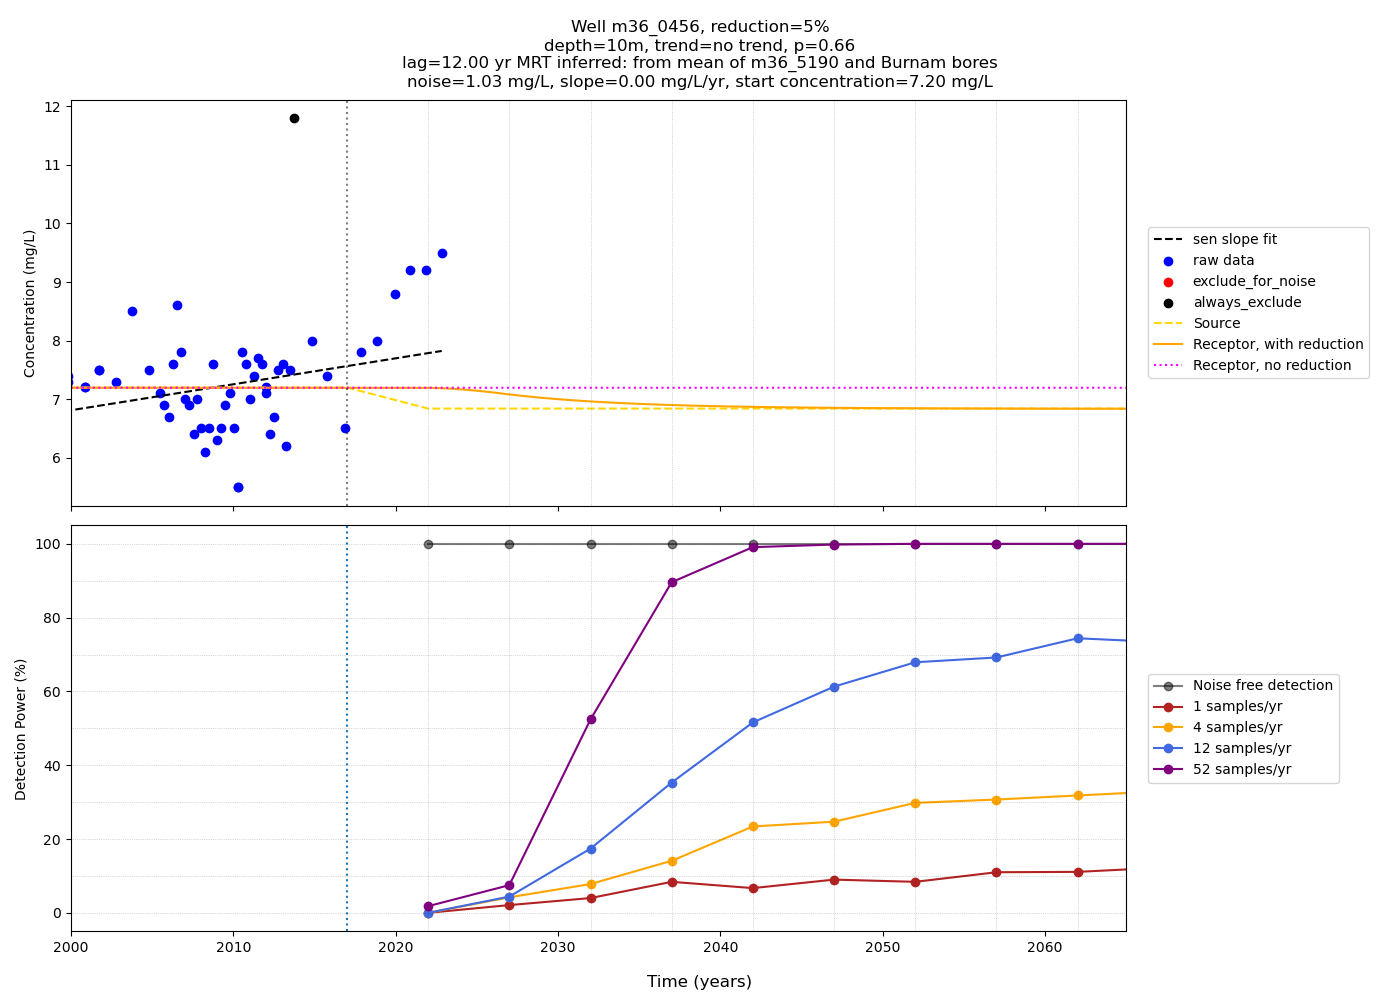 Well m36_0456, reduction=5%
depth=10m, trend=no trend, p=0.66
lag=12.00 yr MRT inferred: from mean of m36_5190 and Burnam bores
noise=1.03 mg/L, slope=0.00 mg/L/yr, start concentration=7.20 mg/L
12
11
10
9
8
7
6
Concentration (mg/L)
sen slope fit
raw data
exclude_for_noise
always_exclude
Source
Receptor, with reduction
Receptor, no reduction
100
80
60
40
20
0
Detection Power (%)
Noise free detection
1 samples/yr
4 samples/yr
12 samples/yr
52 samples/yr
2000 2010 2020 2030 2040 2050 2060
Time (years)